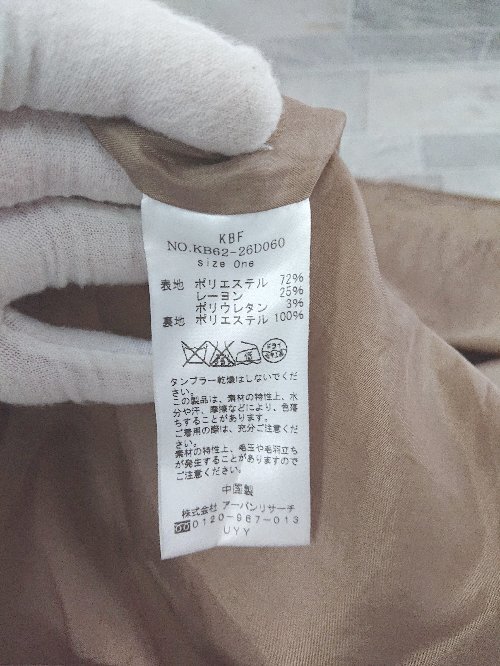 KBF
NO.KB62-26D060
size One
表地 ポリエステル 72%
レーヨン 25%
ポリウレタン 3%
裏地 ポリエステル 100%
タンブラー乾燥はしないでくだ
さい。
この製品は、素材の特性上、水
分や汗、摩擦などにより、色落
ちすることがあります。
ご着用の際は、充分ご注意くだ
さい。
素材の特性上、毛玉や毛羽立ち
が発生することがありますので
ご注意ください。
中国製
株式会社 アーバンリサーチ
0120-967-013
UYY